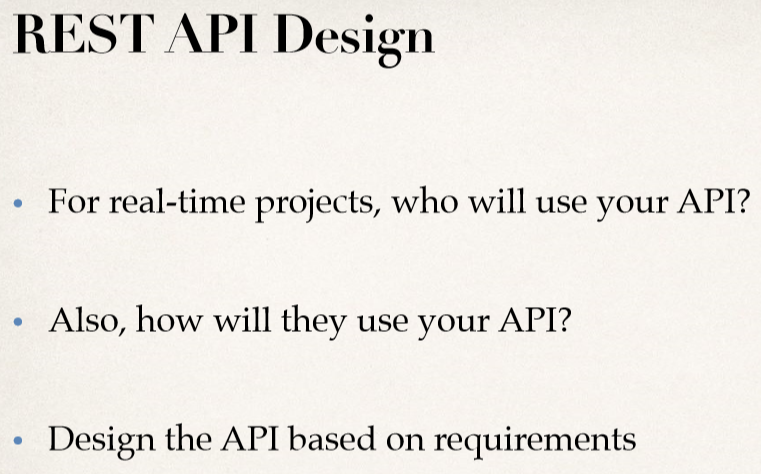 REST API Design
• For real-time projects, who will use your API?
• Also, how will they use your API?
• Design the API based on requirements